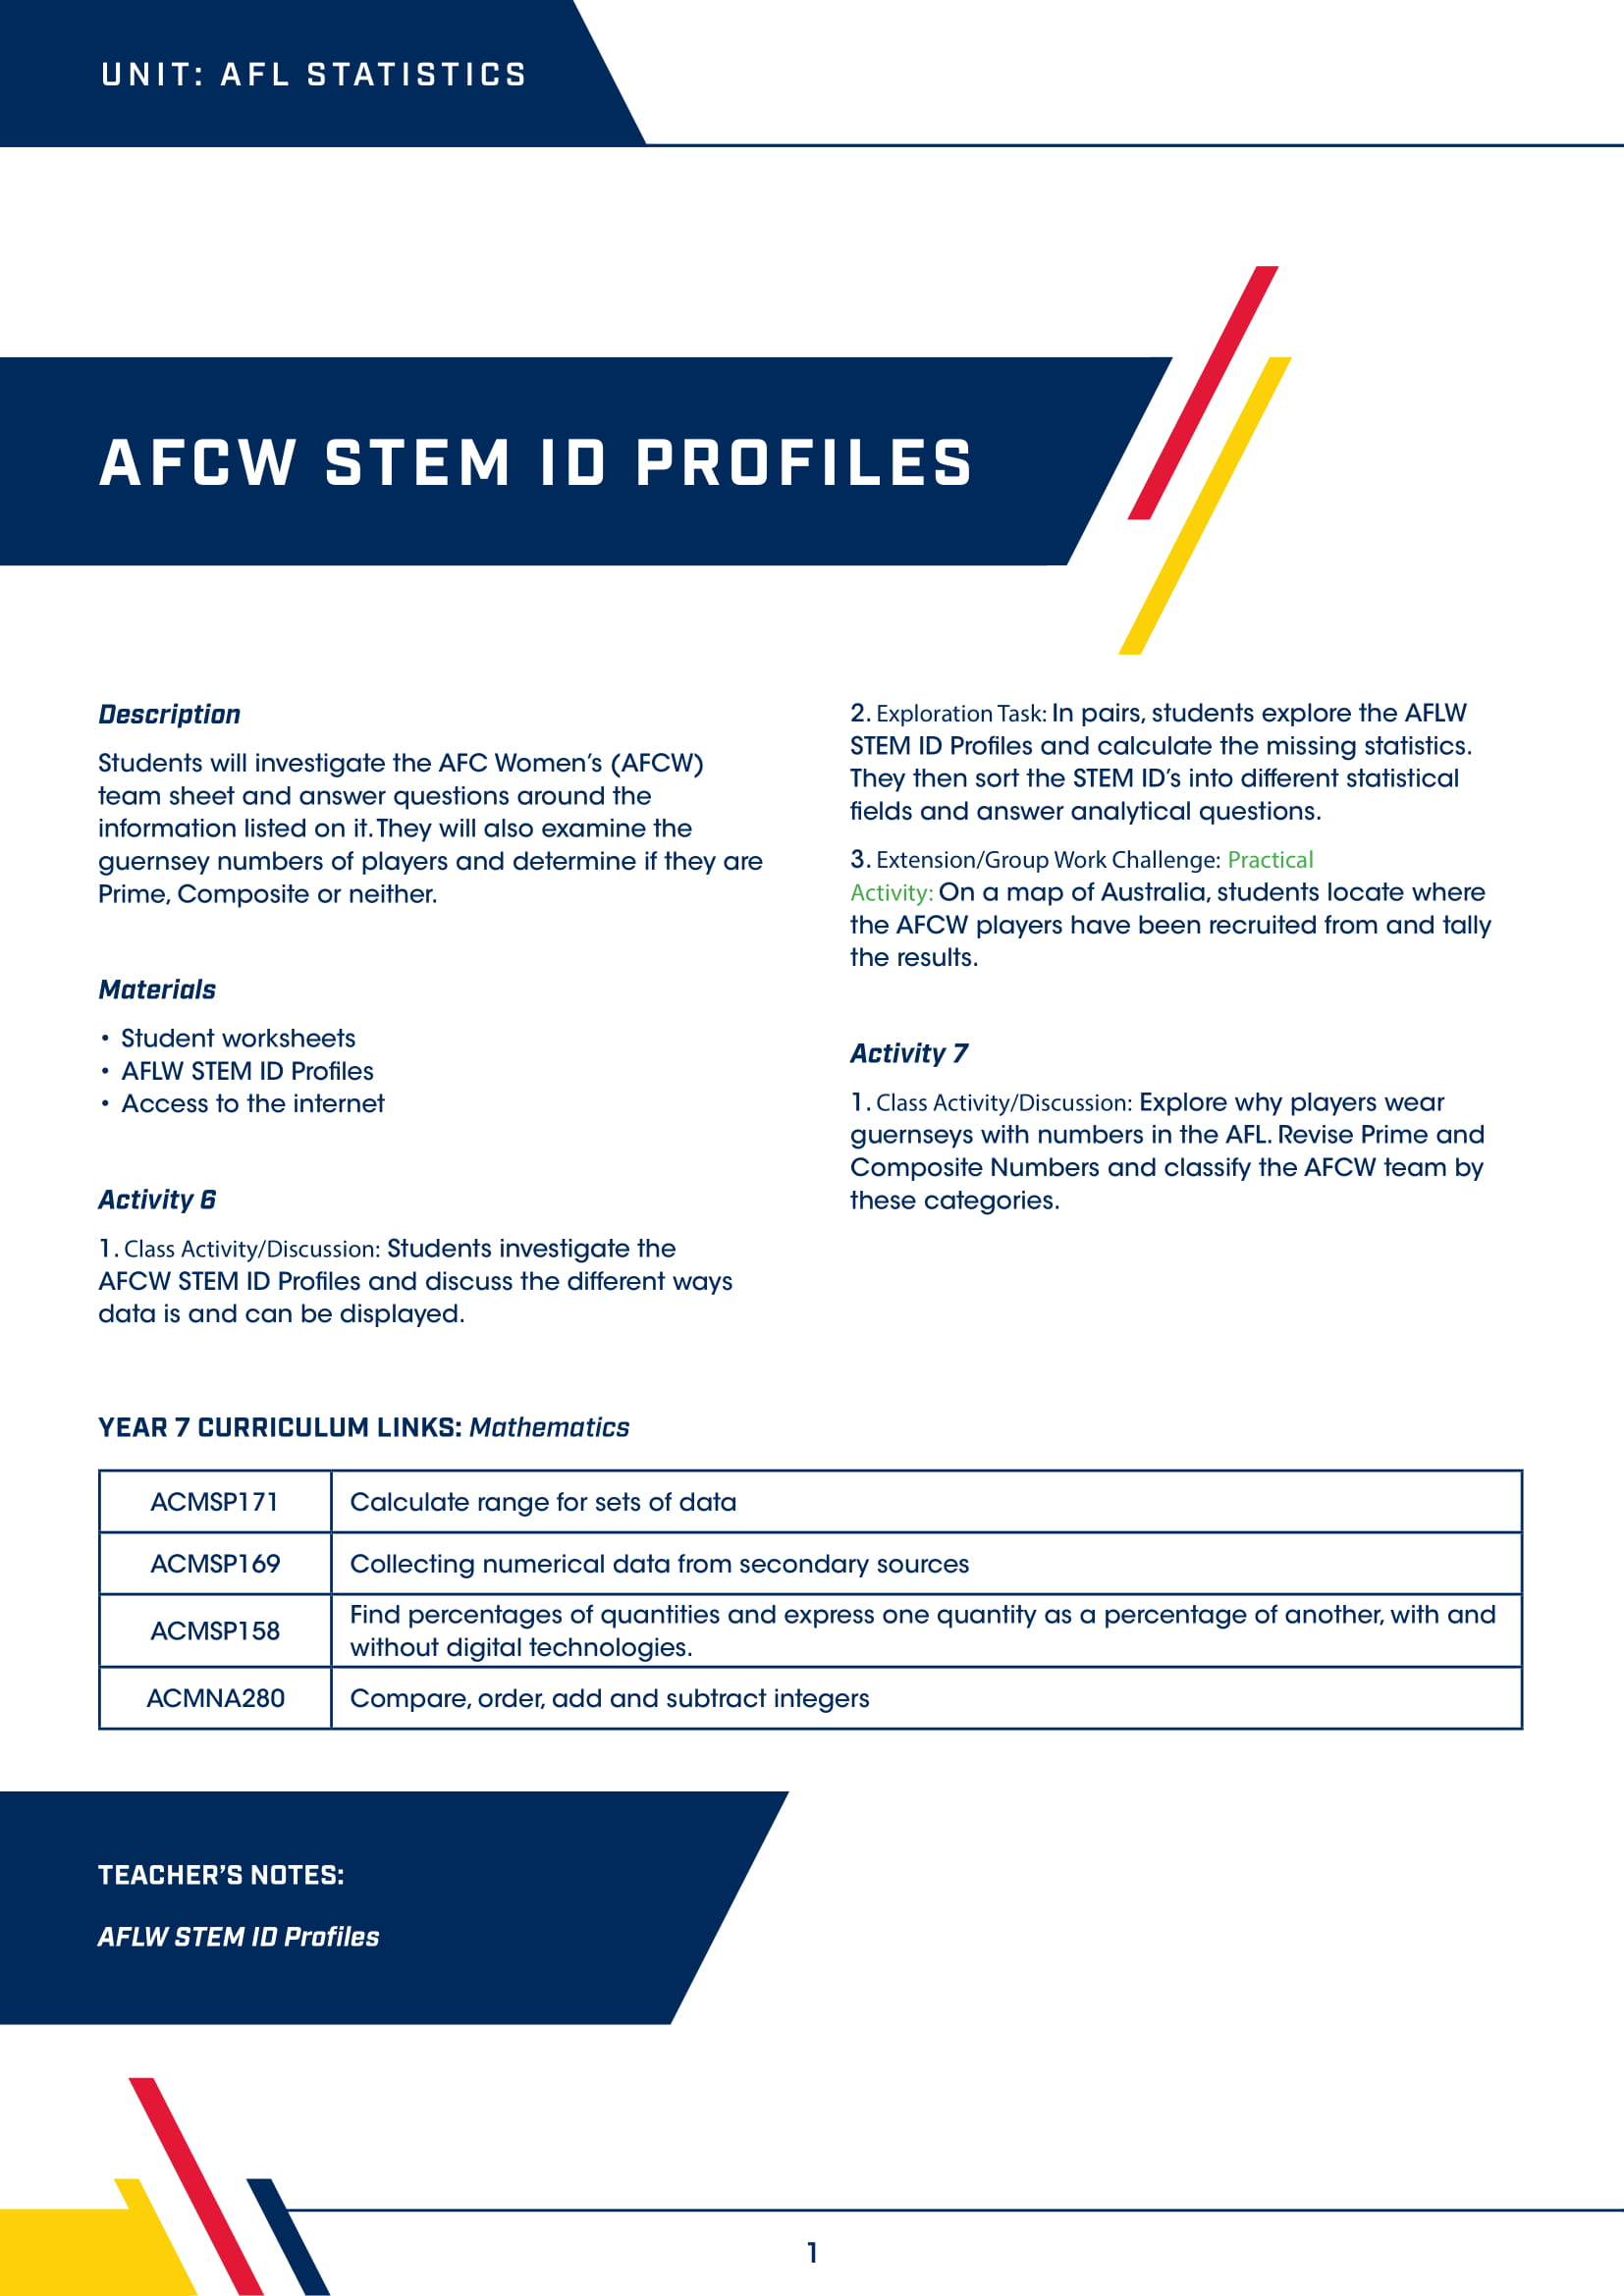 UNIT: AFL STATISTICS
AFCW STEM ID PROFILES
Description
Students will investigate the AFC Women’s (AFCW)
team sheet and answer questions around the
information listed on it. They will also examine the
guernsey numbers of players and determine if they are
Prime, Composite or neither.
Materials
• Student worksheets
• AFLW STEM ID Profiles
• Access to the internet
Activity 6
1. Class Activity/Discussion: Students investigate the
AFCW STEM ID Profiles and discuss the different ways
data is and can be displayed.
2. Exploration Task: In pairs, students explore the AFLW
STEM ID Profiles and calculate the missing statistics.
They then sort the STEM ID’s into different statistical
fields and answer analytical questions.
3. Extension/Group Work Challenge: Practical
Activity: On a map of Australia, students locate where
the AFCW players have been recruited from and tally
the results.
Activity 7
1. Class Activity/Discussion: Explore why players wear
guernseys with numbers in the AFL. Revise Prime and
Composite Numbers and classify the AFCW team by
these categories.
YEAR 7 CURRICULUM LINKS: Mathematics
ACMSP171 Calculate range for sets of data
ACMSP169 Collecting numerical data from secondary sources
ACMSP158 Find percentages of quantities and express one quantity as a percentage of another, with and
without digital technologies.
ACMNA280 Compare, order, add and subtract integers
TEACHER’S NOTES:
AFLW STEM ID Profiles
1